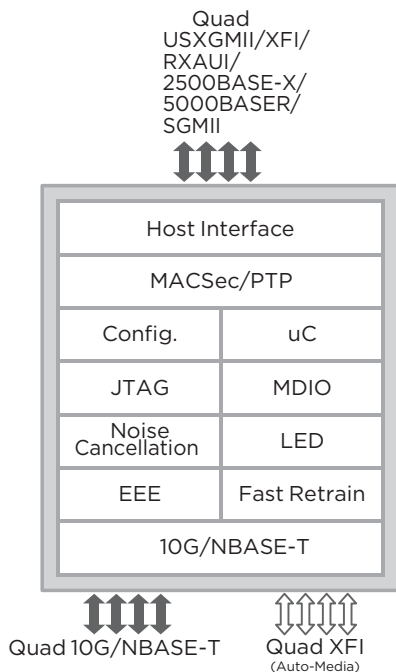 Quad
USXGMII/XFI/
RXAUI/
2500BASE-X/
5000BASER/
SGMII
Host Interface
MACSec/PTP
Config.
uC
JTAG
MDIO
Noise
Cancellation
LED
EEE
Fast Retrain
10G/NBASE-T
Quad 10G/NBASE-T
Quad XFI
(Auto-Media)